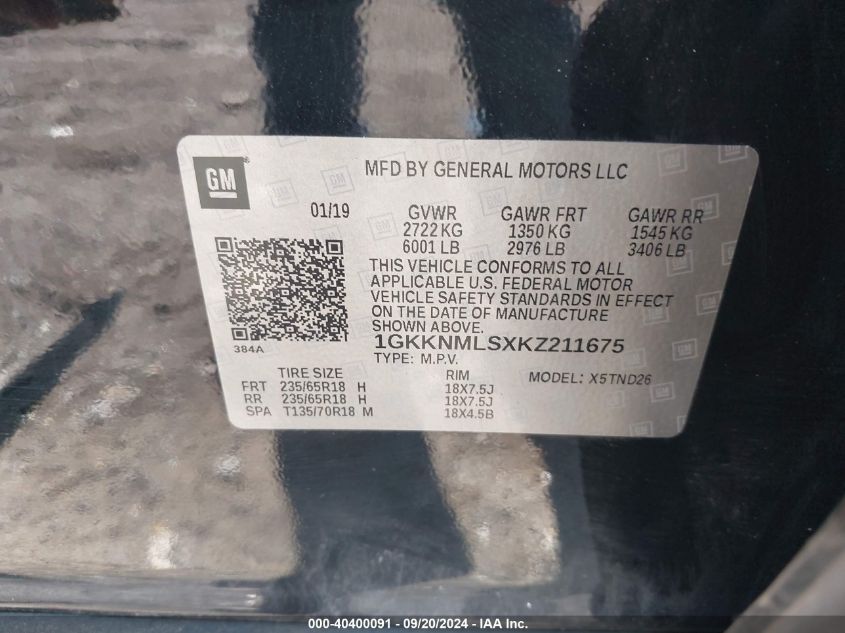 GM
MFD BY GENERAL MOTORS LLC
01/19
GVWR GAWR FRT GAWR RR
2722 KG 1350 KG 1545 KG
6001 LB 2976 LB 3406 LB
THIS VEHICLE CONFORMS TO ALL
APPLICABLE U.S. FEDERAL MOTOR
VEHICLE SAFETY STANDARDS IN EFFECT
ON THE DATE OF MANUFACTURE
SHOWN ABOVE.
384A
1GKKNMLSXKZ211675
TYPE: M.P.V.
TIRE SIZE RIM MODEL: X5TND26
FRT 235/65R18 H 18X7.5J
RR 235/65R18 H 18X7.5J
SPA T135/70R18 M 18X4.5B
000-40400091 - 09/20/2024 - IAA Inc.